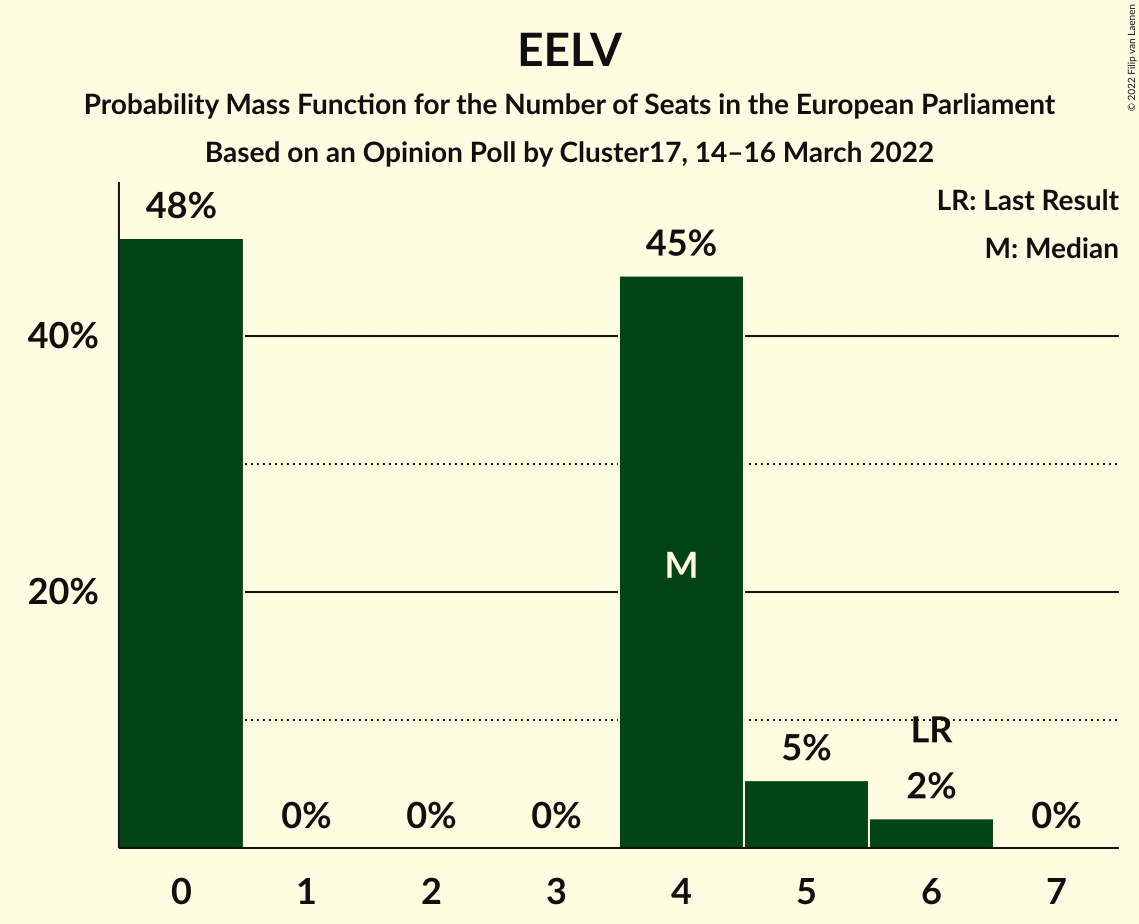 EELV
Probability Mass Function for the Number of Seats in the European Parliament
Based on an Opinion Poll by Cluster17, 14–16 March 2022
© 2022 Filip van Laenen
LR: Last Result
M: Median
48%
45%
40%
M
20%
LR
5%
2%
0%
0%
0%
0%
0
1
2
3
4
5
6
7